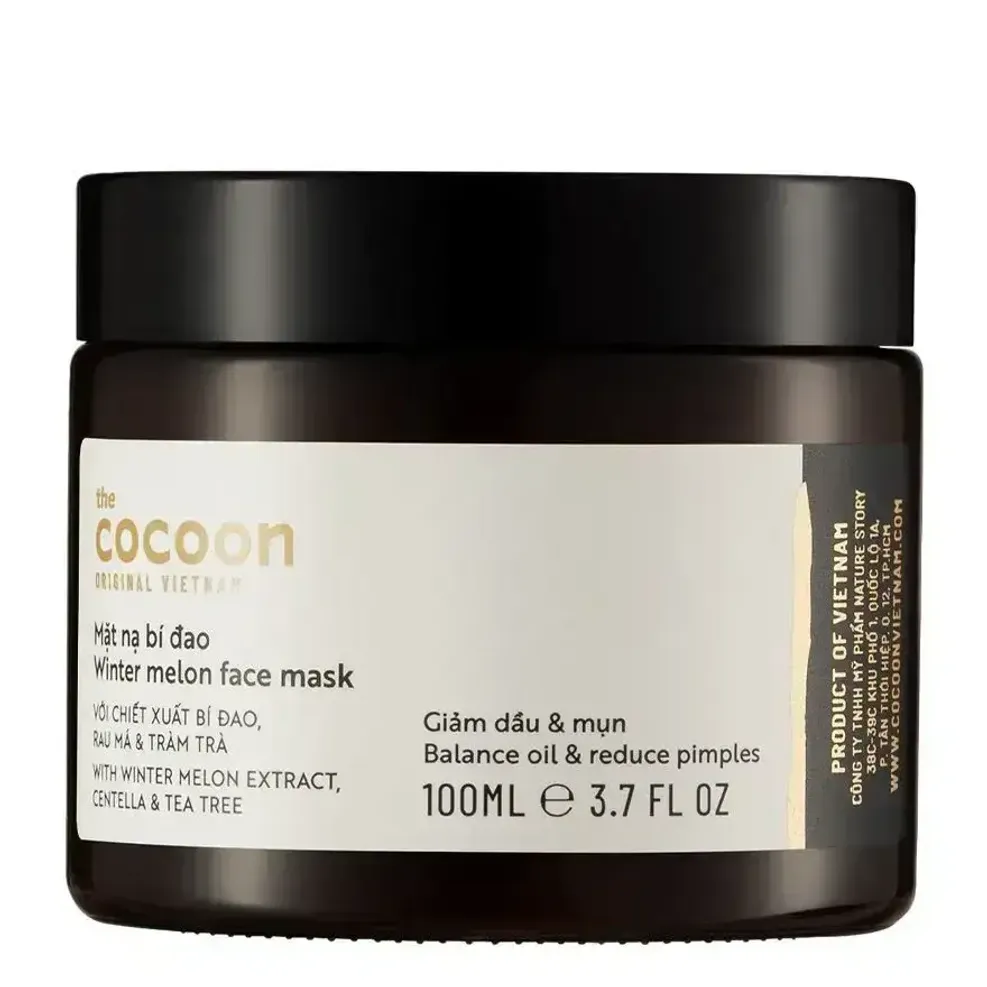 the
cocoon
ORIGINAL VIETNAM
Mặt nạ bí đao
Winter melon face mask
VỚI CHIẾT XUẤT BÍ ĐAO,
RAU MÁ & TRÀM TRÀ
WITH WINTER MELON EXTRACT,
CENTELLA & TEA TREE
Giảm dầu & mụn
Balance oil & reduce pimples
100ML ℮ 3.7 FL OZ
PRODUCT OF VIETNAM
CÔNG TY TNHH MỸ PHẨM NATURE STORY
38C-39C KHU PHỐ 1, QUỐC LỘ 1A,
P. TÂN THỚI HIỆP, Q. 12, TP.HCM
WWW.COCOONVIETNAM.COM